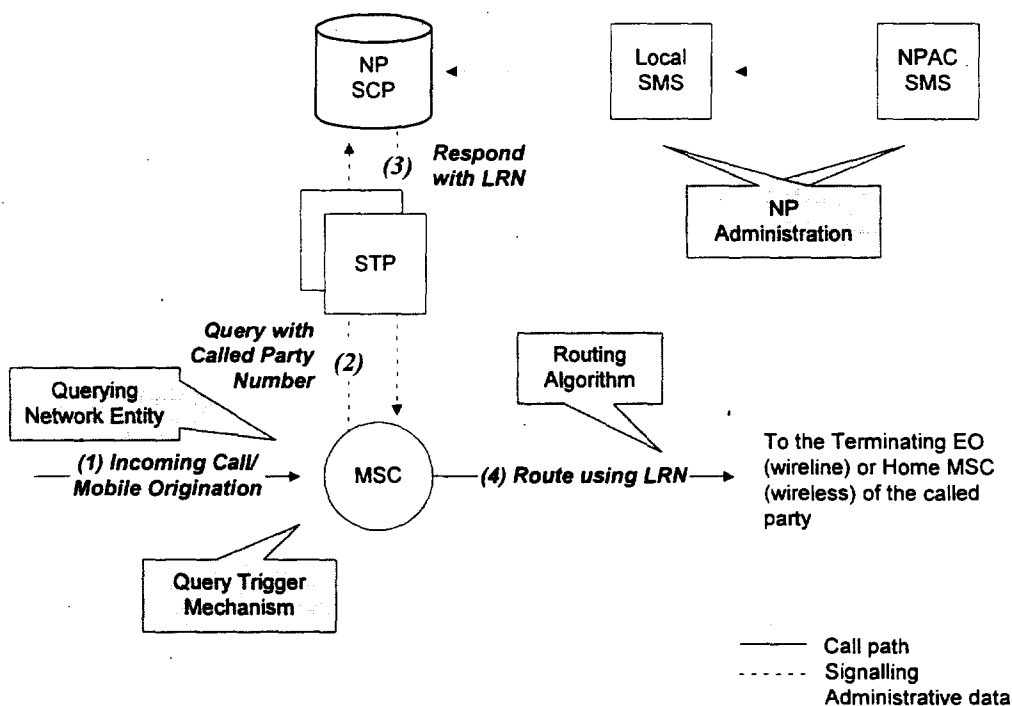 NP
SCP
Local
SMS
NPAC
SMS
(3)
Respond
with LRN
NP
Administration
STP
Query with
Called Party
Number
(2)
Routing
Algorithm
Querying
Network Entity
(1) Incoming Call/
Mobile Origination
MSC
(4) Route using LRN
To the Terminating EO
(wireline) or Home MSC
(wireless) of the called
party
Query Trigger
Mechanism
Call path
Signalling
Administrative data